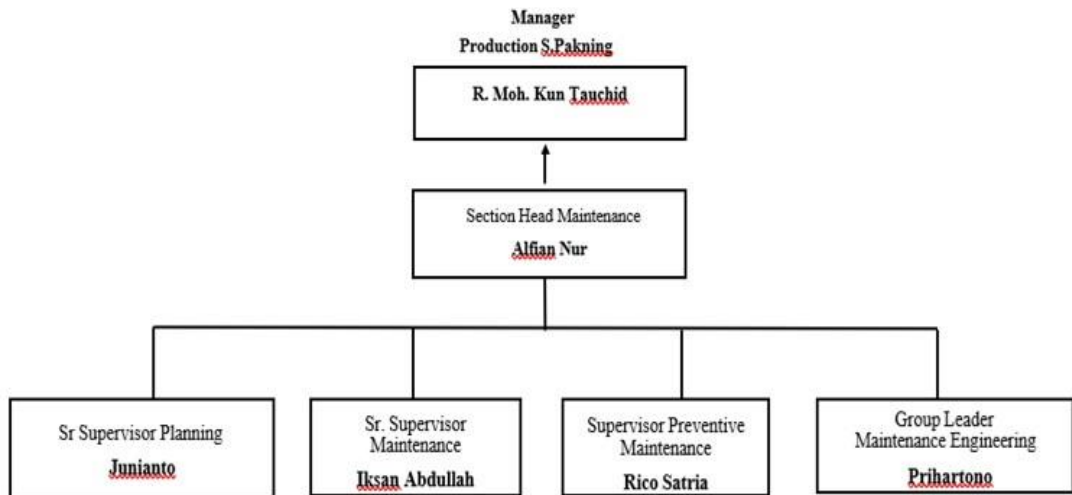 Manager
Production S.Pakning
R. Moh. Kun Tauchid
Section Head Maintenance
Alfian Nur
Sr Supervisor Planning
Junianto
Sr. Supervisor
Maintenance
Iksan Abdullah
Supervisor Preventive
Maintenance
Rico Satria
Group Leader
Maintenance Engineering
Prihartono